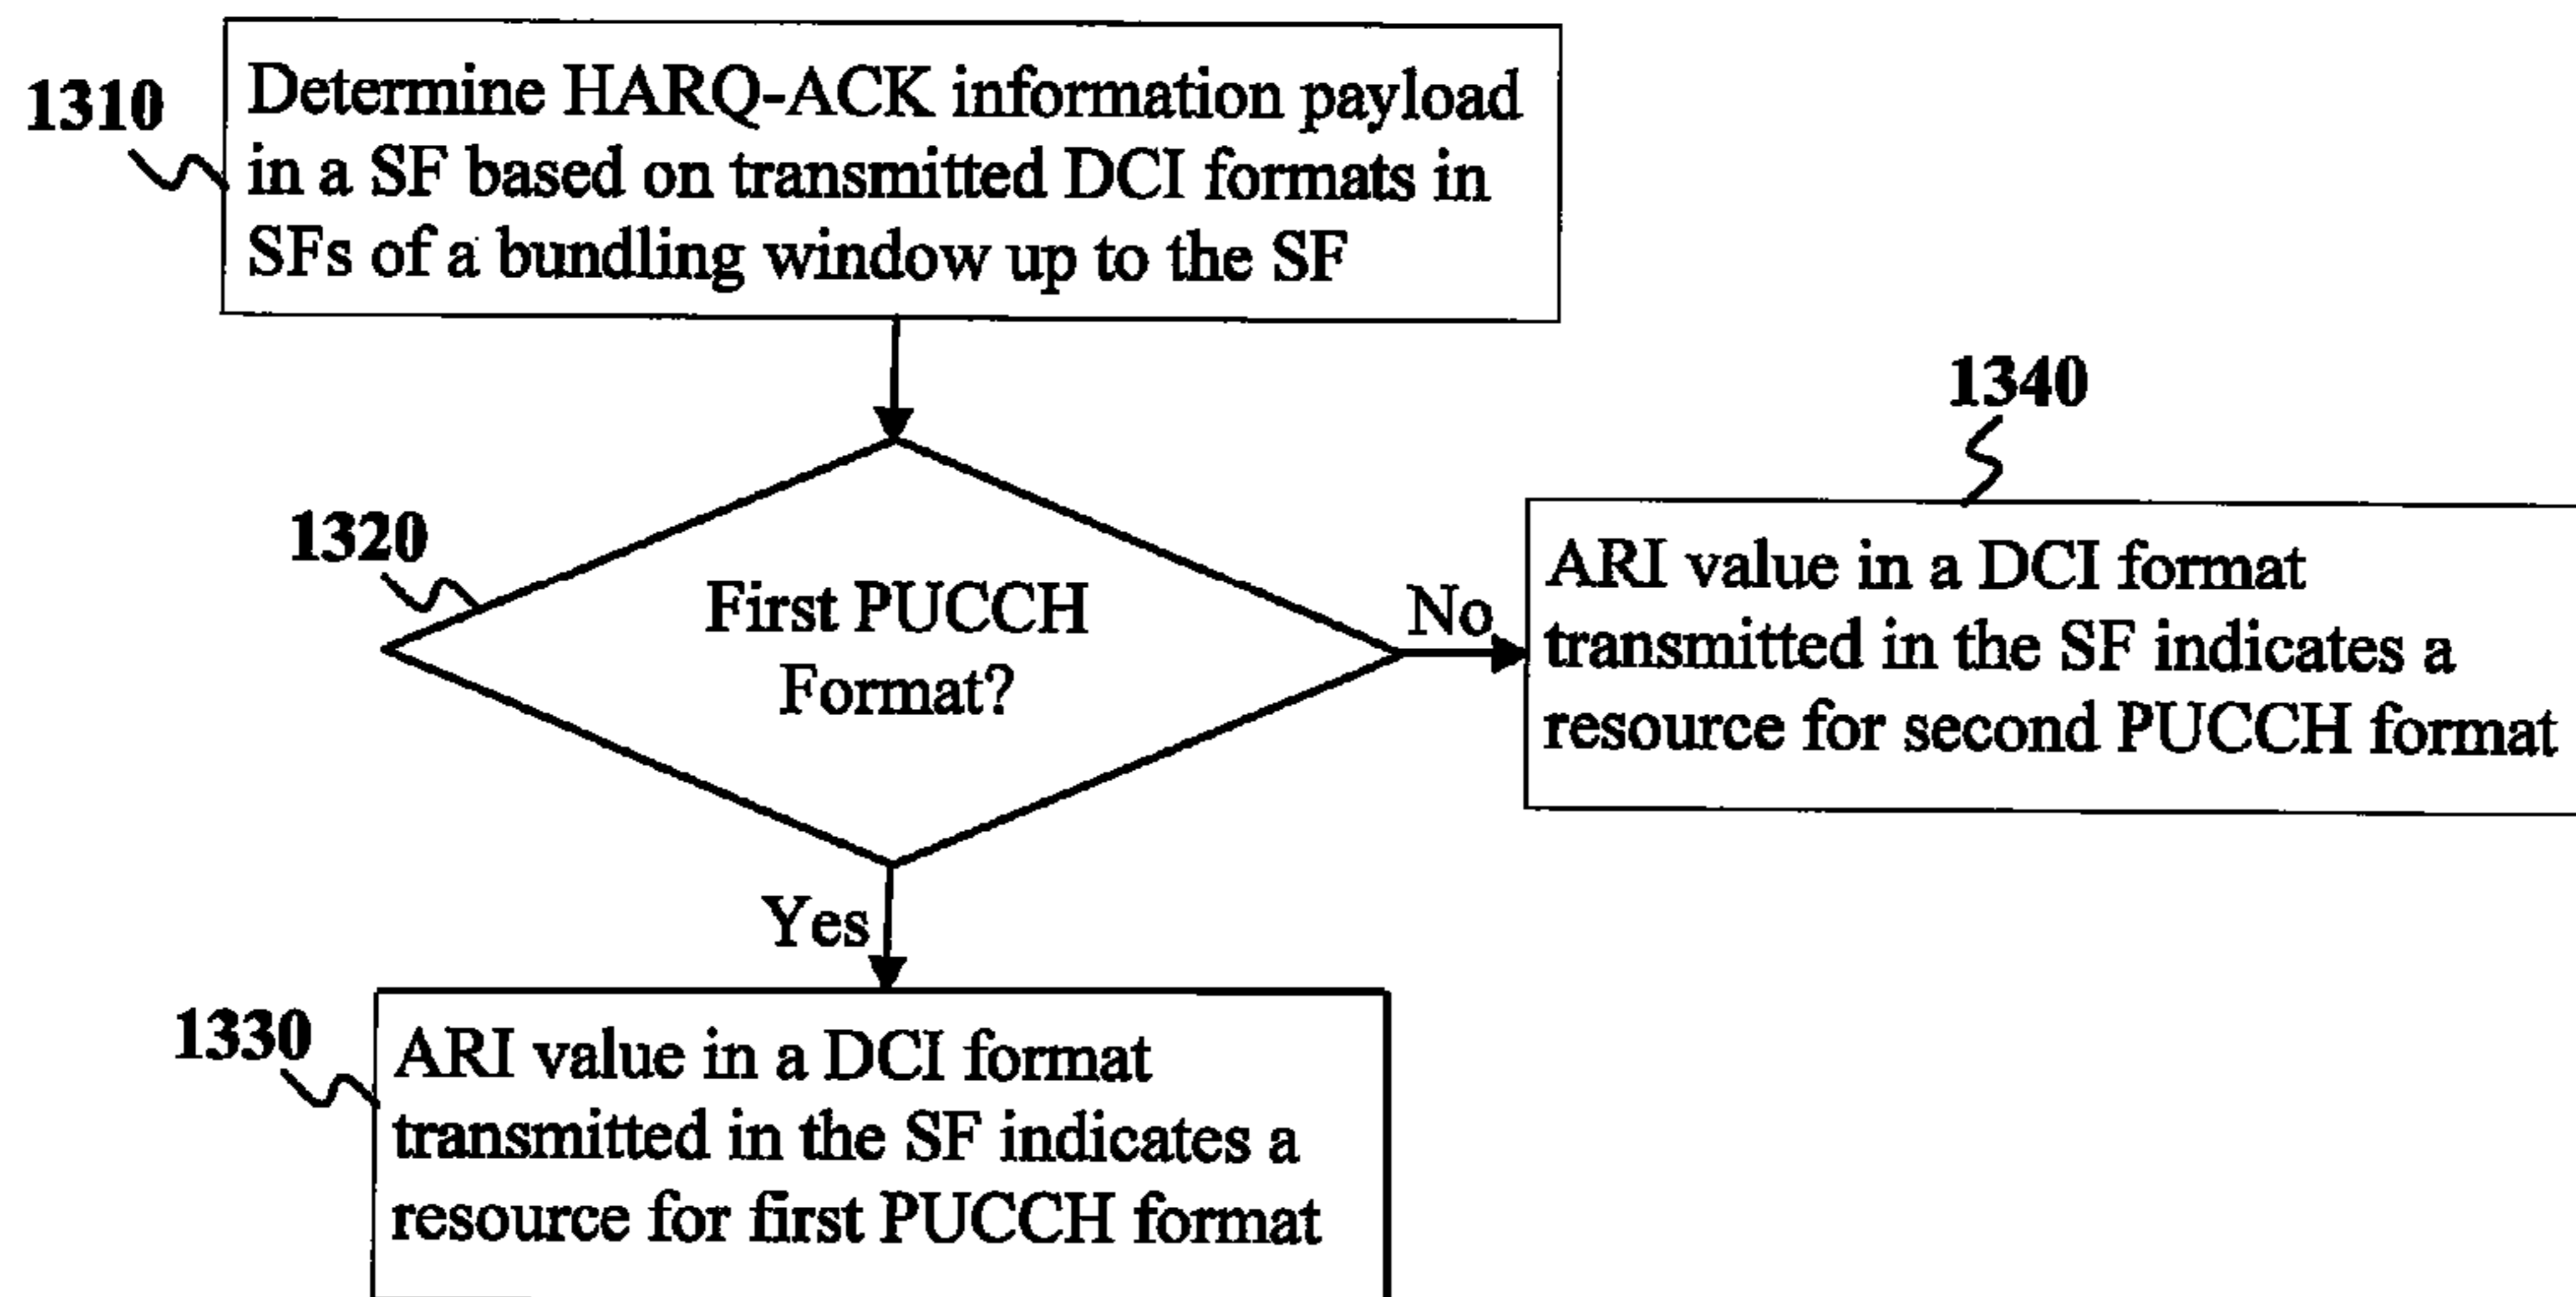 1310
Determine HARQ-ACK information payload
in a SF based on transmitted DCI formats in
SFs of a bundling window up to the SF
1320
First PUCCH
Format?
No
1340
ARI value in a DCI format
transmitted in the SF indicates a
resource for second PUCCH format
Yes
1330
ARI value in a DCI format
transmitted in the SF indicates a
resource for first PUCCH format